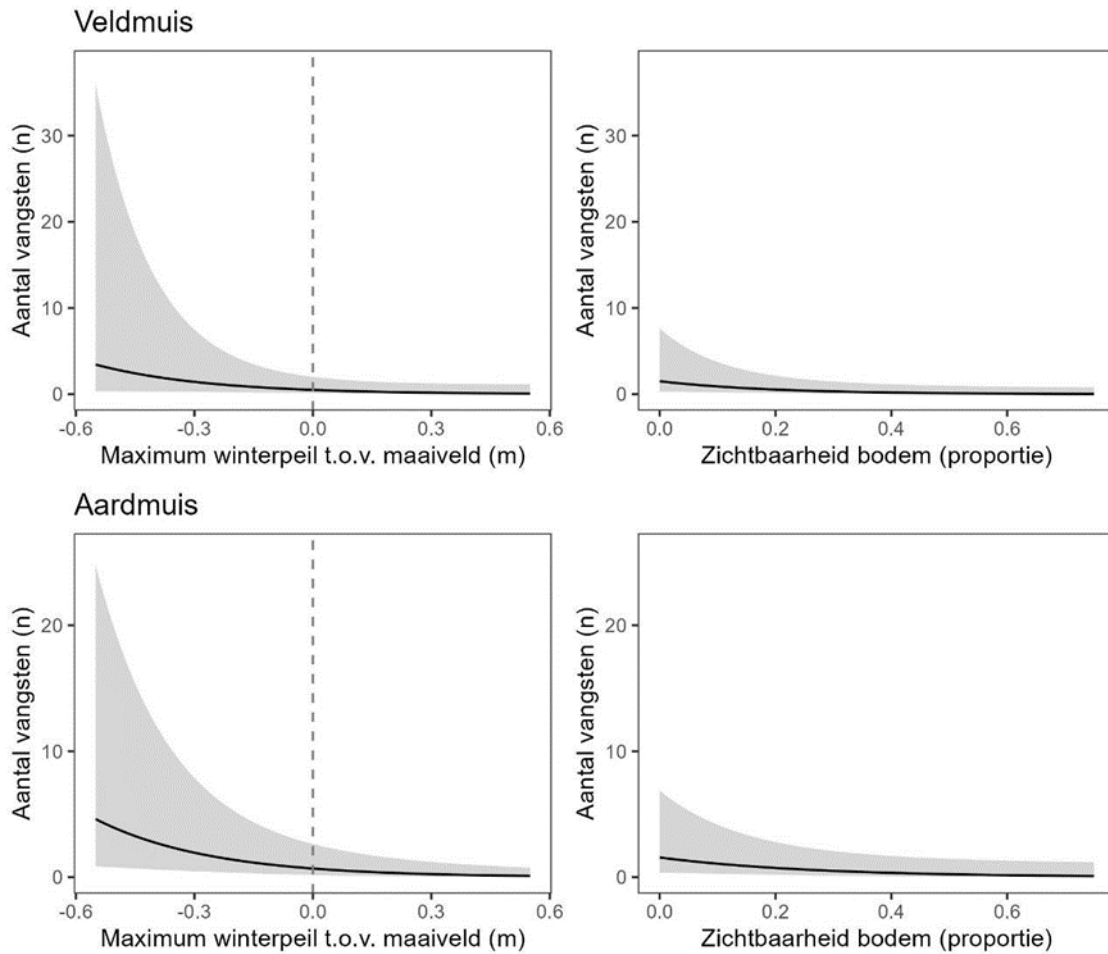 Veldmuis
Aantal vangsten (n)
30
20
10
0
-0.6 -0.3 0.0 0.3 0.6
Maximum winterpeil t.o.v. maaiveld (m)
Aantal vangsten (n)
30
20
10
0
0.0 0.2 0.4 0.6
Zichtbaarheid bodem (proportie)
Aardmuis
Aantal vangsten (n)
20
10
0
-0.6 -0.3 0.0 0.3 0.6
Maximum winterpeil t.o.v. maaiveld (m)
Aantal vangsten (n)
20
10
0
0.0 0.2 0.4 0.6
Zichtbaarheid bodem (proportie)